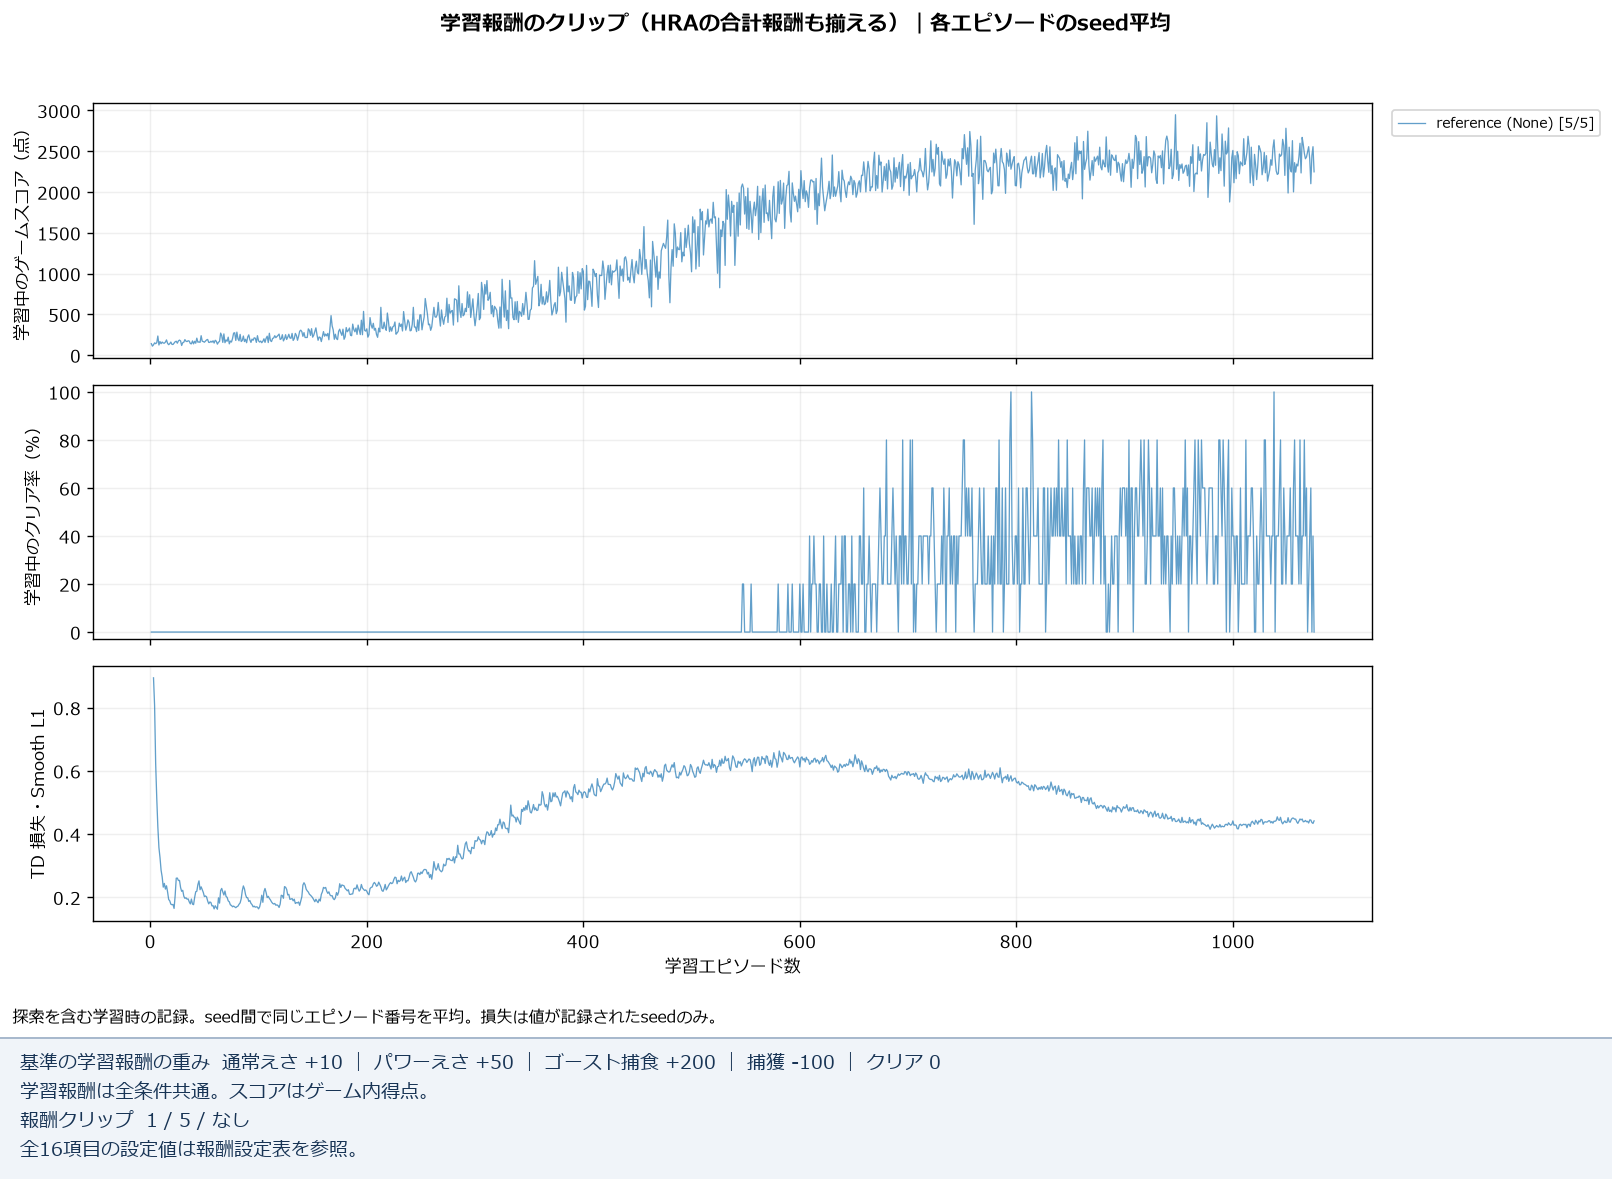 学習報酬のクリップ（HRAの合計報酬も揃える）｜各エピソードのseed平均
学習中のゲームスコア（点）
3000
2500
2000
1500
1000
500
0
reference (None) [5/5]
学習中のクリア率（%）
100
80
60
40
20
0
TD 損失・Smooth L1
0.8
0.6
0.4
0.2
0
200
400
600
800
1000
学習エピソード数
探索を含む学習時の記録。seed間で同じエピソード番号を平均。損失は値が記録されたseedのみ。
基準の学習報酬の重み 通常えさ +10 ｜ パワーえさ +50 ｜ ゴースト捕食 +200 ｜ 捕獲 -100 ｜ クリア 0
学習報酬は全条件共通。スコアはゲーム内得点。
報酬クリップ 1 / 5 / なし
全16項目の設定値は報酬設定表を参照。